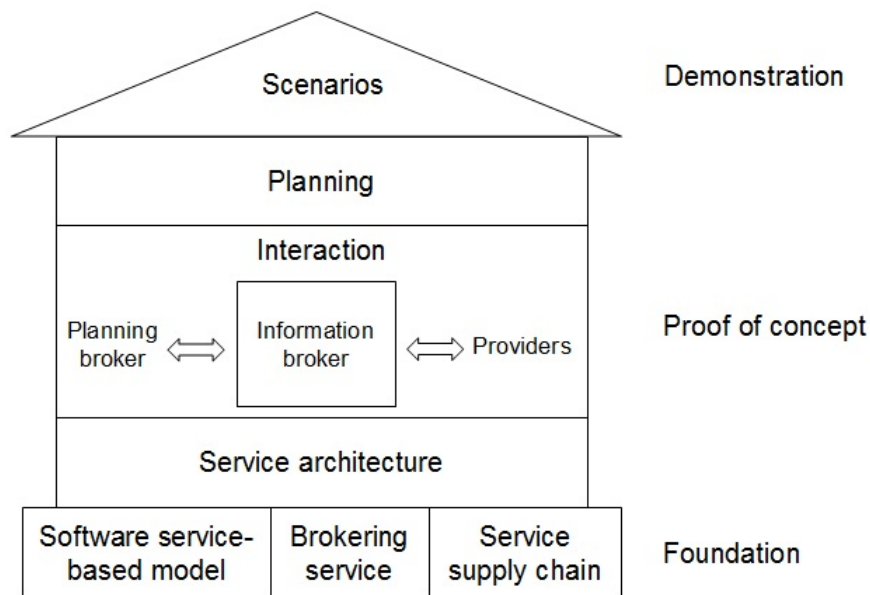 Scenarios
Demonstration
Planning
Interaction
Planning
broker
Information
broker
Providers
Proof of concept
Service architecture
Software service-
based model
Brokering
service
Service
supply chain
Foundation